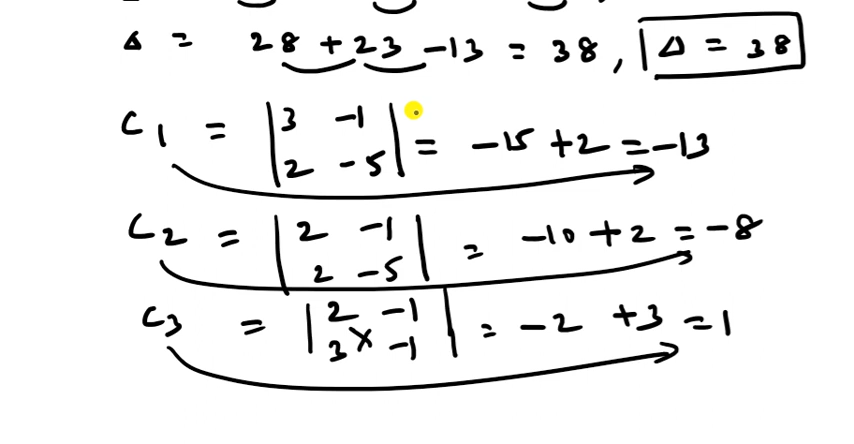 Δ = 28 + 23 - 13 = 38, Δ = 38
C1 = | 3 -1 | = -15 + 2 = -13
| 2 -5 |
C2 = | 2 -1 | = -10 + 2 = -8
| 2 -5 |
C3 = | 2 -1 | = -2 + 3 = 1
| 3 -1 |